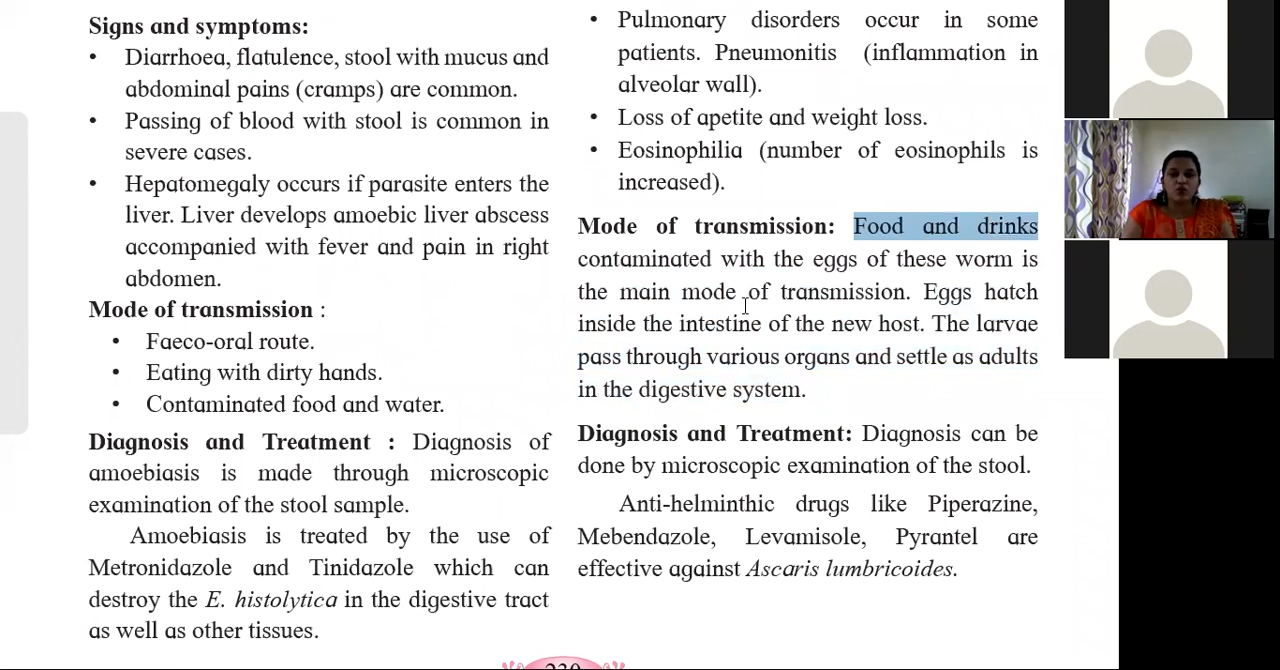 Signs and symptoms:
• Diarrhoea, flatulence, stool with mucus and
abdominal pains (cramps) are common.
• Passing of blood with stool is common in
severe cases.
• Hepatomegaly occurs if parasite enters the
liver. Liver develops amoebic liver abscess
accompanied with fever and pain in right
abdomen.
Mode of transmission :
• Faeco-oral route.
• Eating with dirty hands.
• Contaminated food and water.
Diagnosis and Treatment : Diagnosis of
amoebiasis is made through microscopic
examination of the stool sample.
Amoebiasis is treated by the use of
Metronidazole and Tinidazole which can
destroy the E. histolytica in the digestive tract
as well as other tissues.
• Pulmonary disorders occur in some
patients. Pneumonitis (inflammation in
alveolar wall).
• Loss of apetite and weight loss.
• Eosinophilia (number of eosinophils is
increased).
Mode of transmission: Food and drinks
contaminated with the eggs of these worm is
the main mode of transmission. Eggs hatch
inside the intestine of the new host. The larvae
pass through various organs and settle as adults
in the digestive system.
Diagnosis and Treatment: Diagnosis can be
done by microscopic examination of the stool.
Anti-helminthic drugs like Piperazine,
Mebendazole, Levamisole, Pyrantel are
effective against Ascaris lumbricoides.